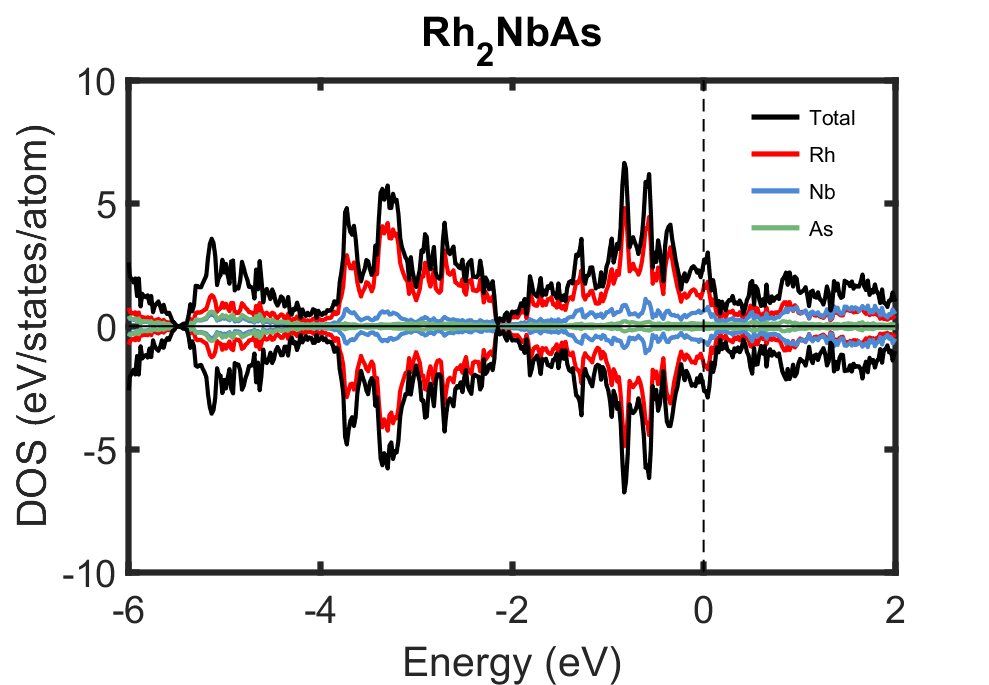 Rh₂NbAs
10
5
0
-5
-10
DOS (eV/states/atom)
Total
Rh
Nb
As
-6 -4 -2 0 2
Energy (eV)